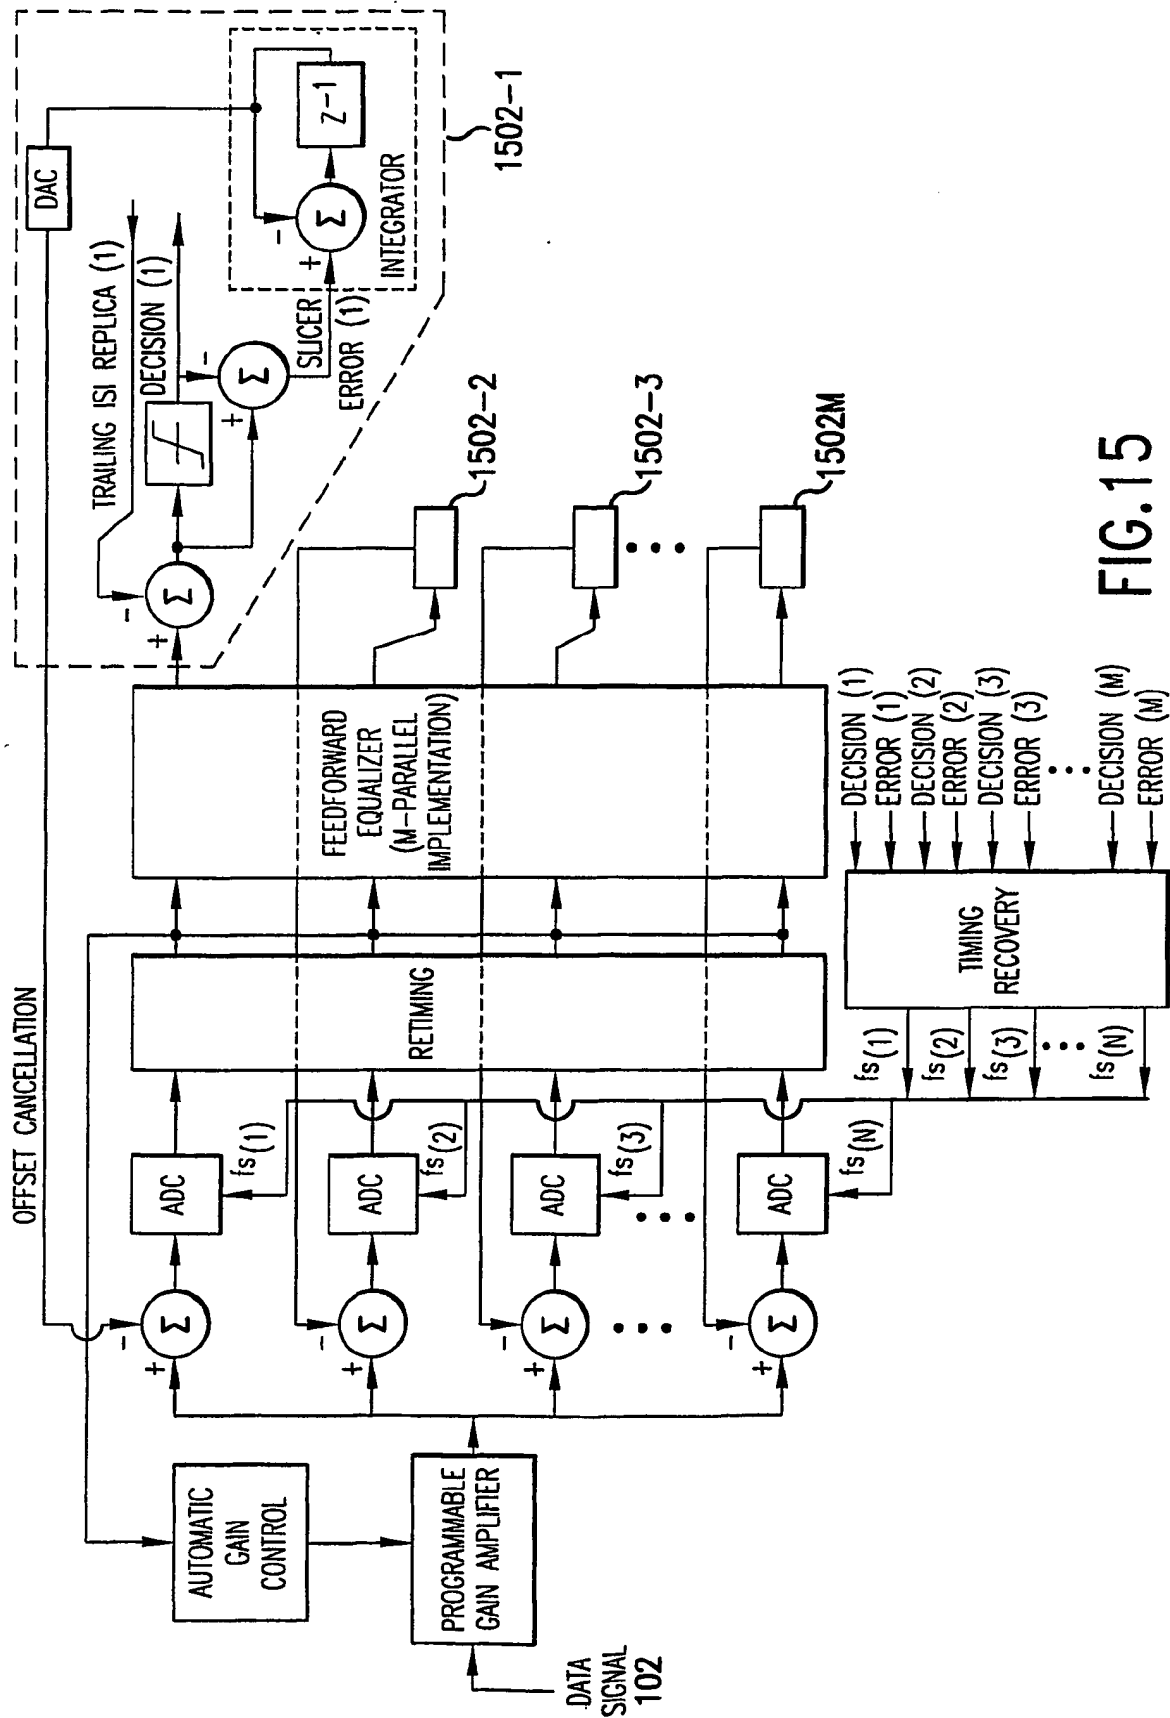 OFFSET CANCELLATION
DAC
TRAILING ISI REPLICA (1)
DECISION (1)
-
+
Σ
-
+
Σ
SLICER
ERROR (1)
-
+
Σ
Z-1
INTEGRATOR
1502-1
AUTOMATIC
GAIN
CONTROL
PROGRAMMABLE
GAIN AMPLIFIER
DATA
SIGNAL
102
-
+
Σ
ADC
fs(1)
-
+
Σ
ADC
fs(2)
-
+
Σ
ADC
fs(3)
-
+
Σ
ADC
fs(N)
RETIMING
FEEDFORWARD
EQUALIZER
(M-PARALLEL
IMPLEMENTATION)
1502-2
1502-3
1502M
fs(1)
fs(2)
fs(3)
fs(N)
TIMING
RECOVERY
DECISION (1)
ERROR (1)
DECISION (2)
ERROR (2)
DECISION (3)
ERROR (3)
DECISION (M)
ERROR (M)
FIG.15